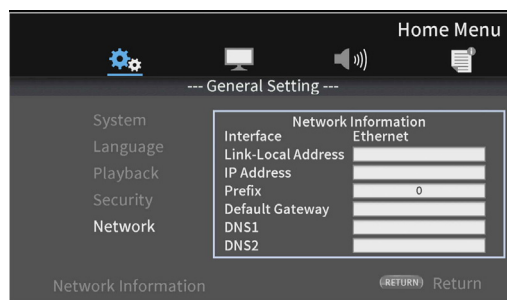 Home Menu
--- General Setting ---
System
Language
Playback
Security
Network
Network Information
Interface Ethernet
Link-Local Address
IP Address
Prefix 0
Default Gateway
DNS1
DNS2
Network Information
RETURN Return